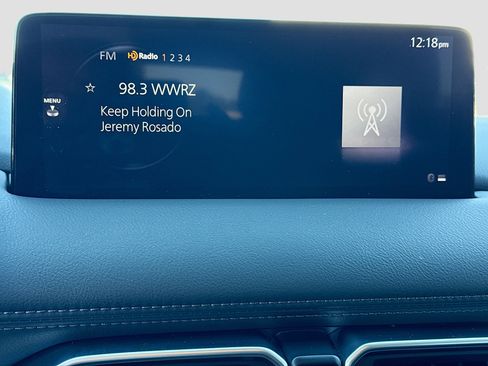 FM HD Radio 1 2 3 4
12:18pm
☆ 98.3 WWRZ
MENU
Keep Holding On
Jeremy Rosado